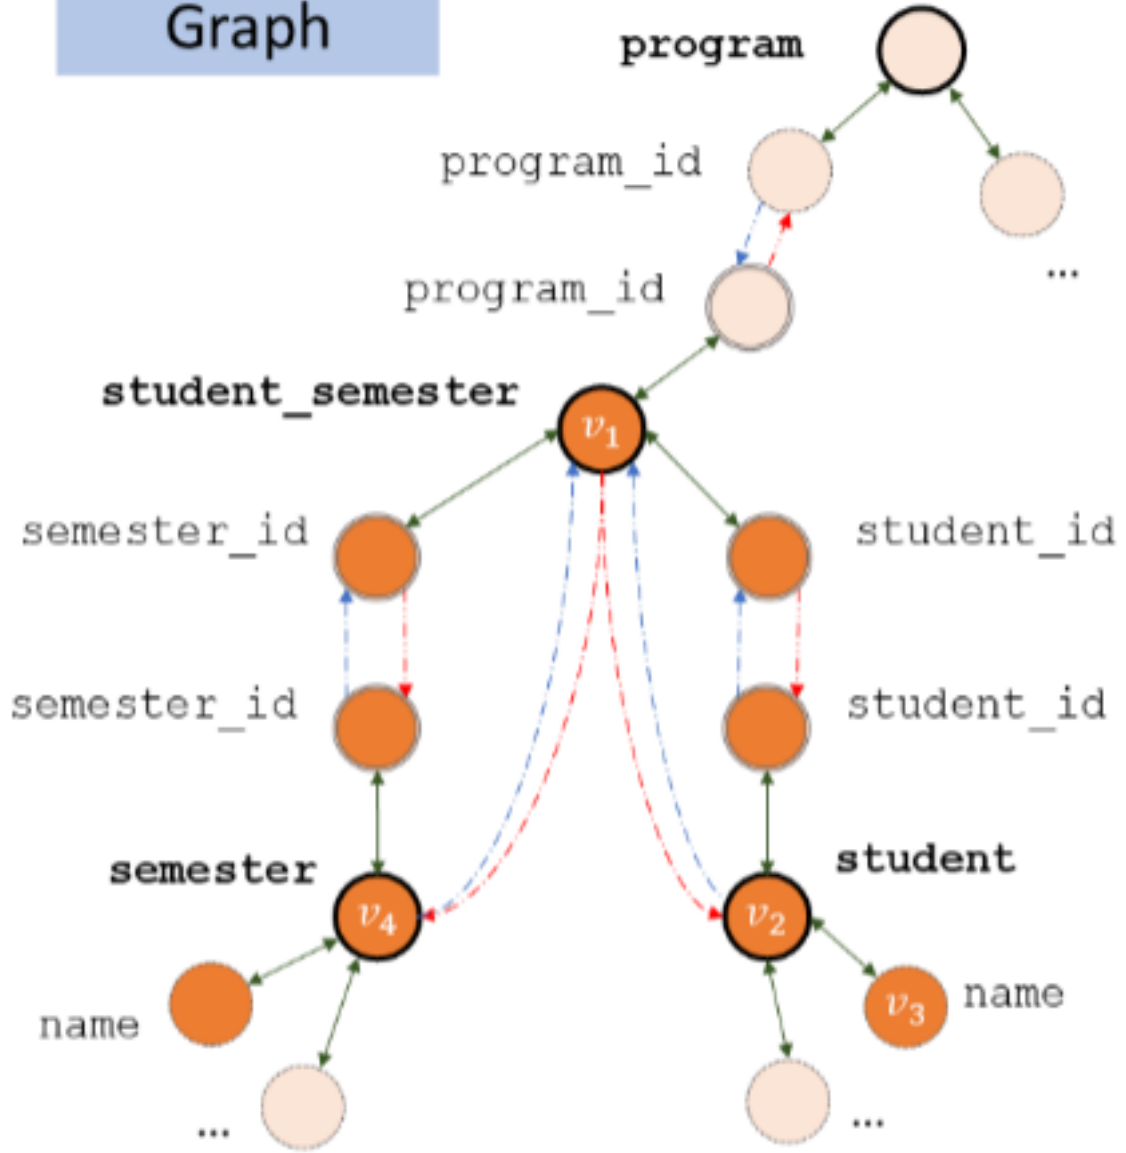 Graph
program
program_id
...
program_id
student_semester
v1
semester_id
student_id
semester_id
student_id
semester
student
v4
v2
name
v3
name
...
...